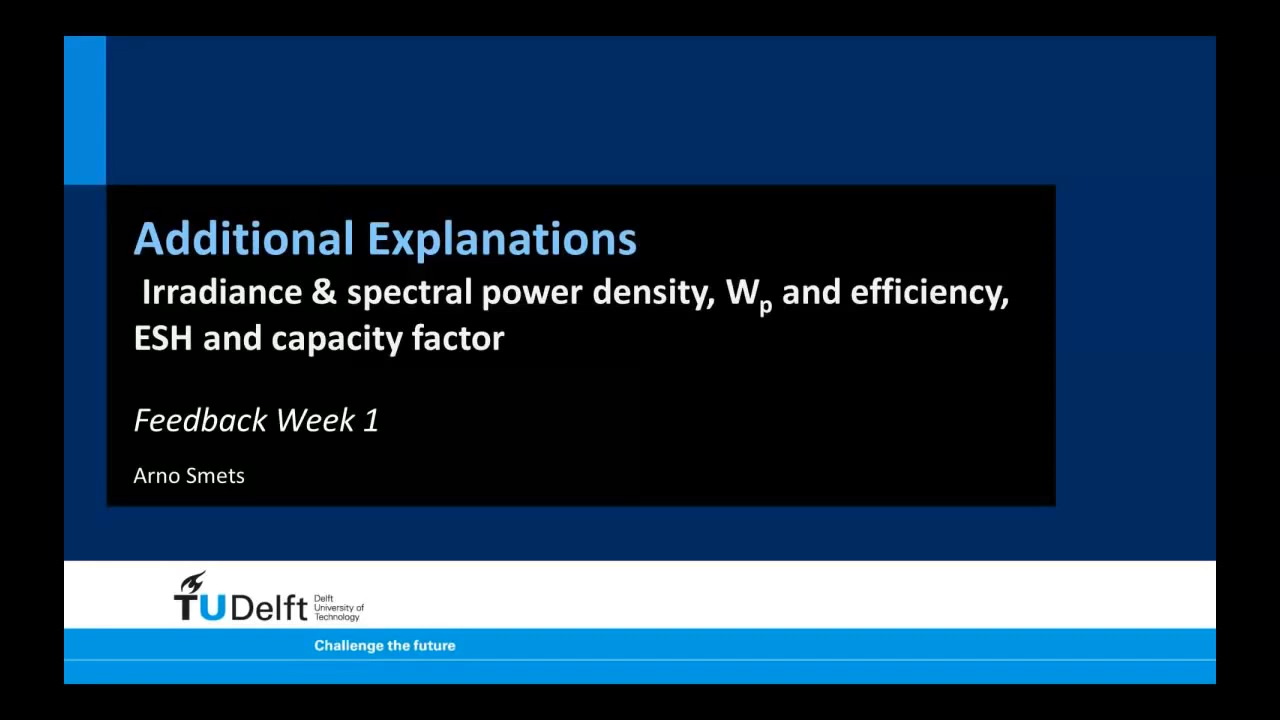 Additional Explanations
Irradiance & spectral power density, Wp and efficiency,
ESH and capacity factor
Feedback Week 1
Arno Smets
TUDelft
Delft
University of
Technology
Challenge the future